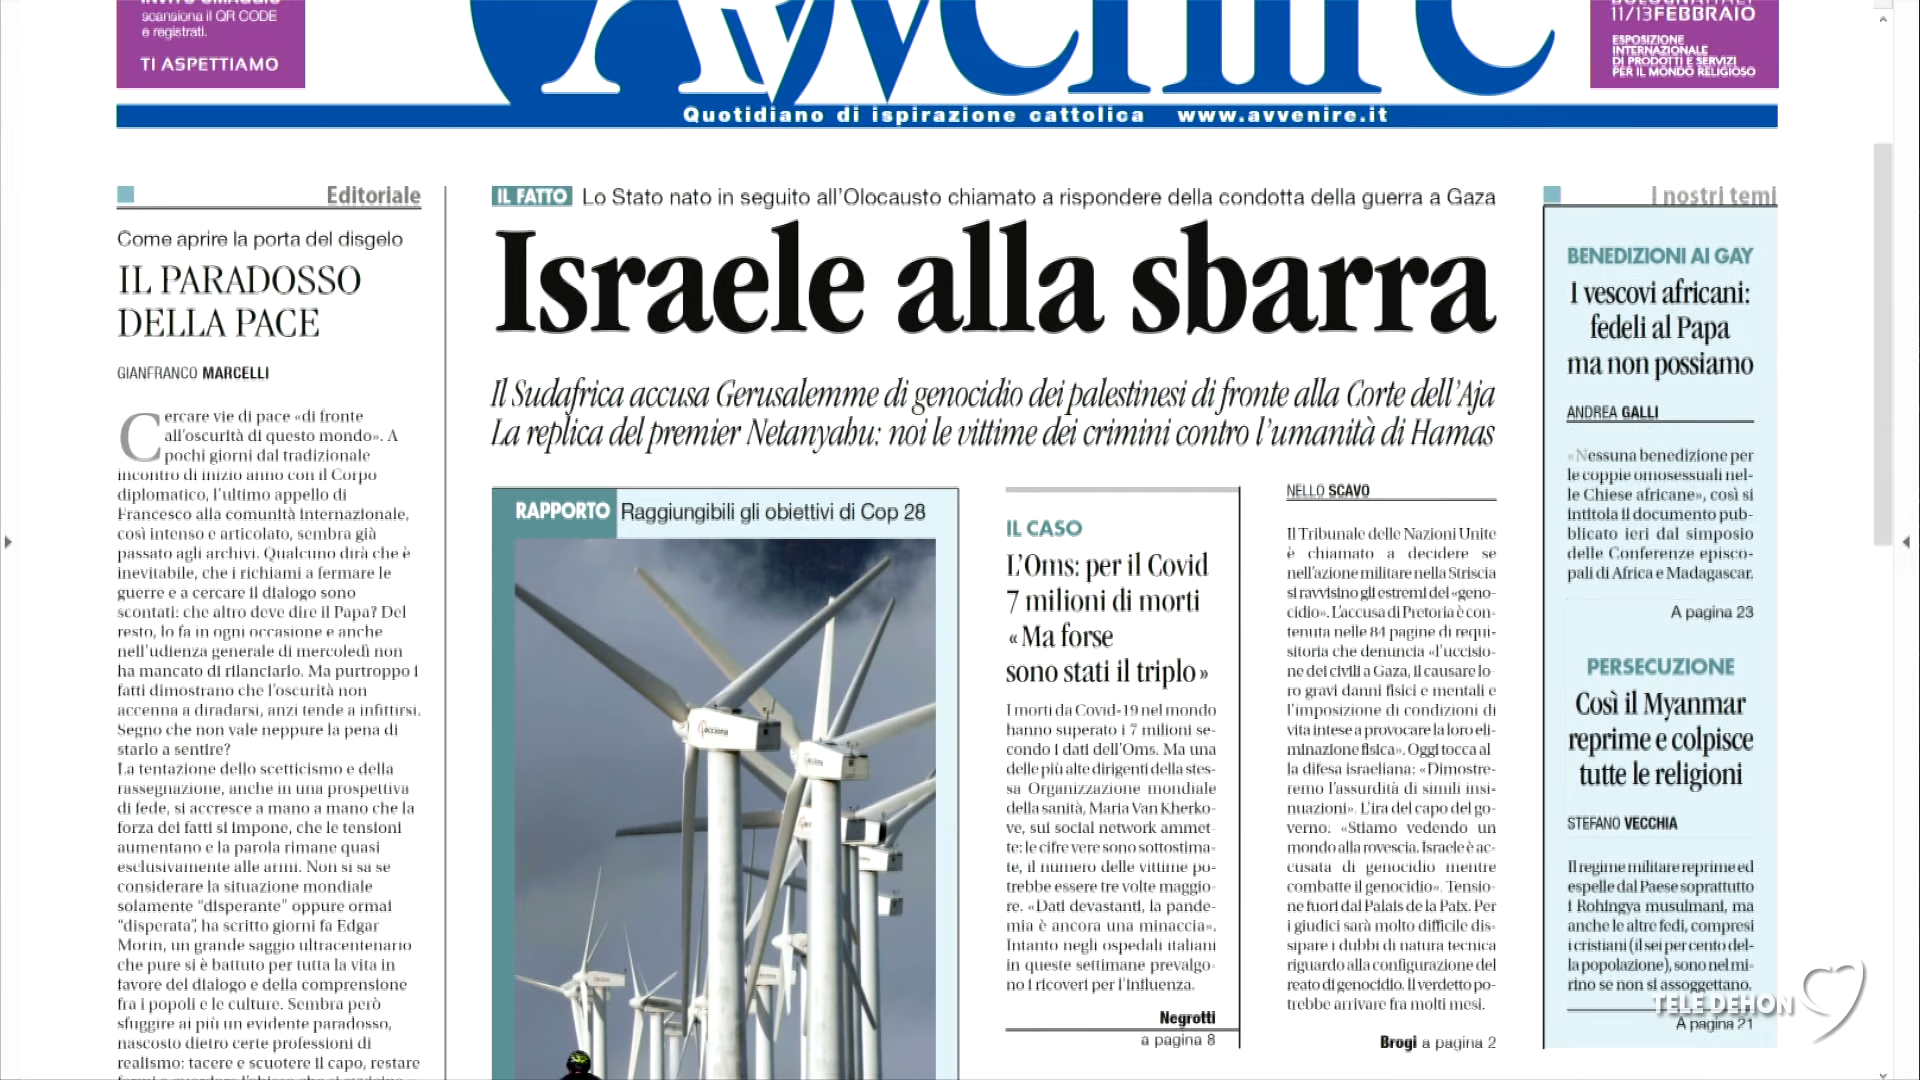 scansiona il QR CODE
e registrati.
TI ASPETTIAMO
Avvenire
11/13 FEBBRAIO
ESPOSIZIONE
INTERNAZIONALE
DI PRODOTTI E SERVIZI
PER IL MONDO RELIGIOSO
Quotidiano di ispirazione cattolica www.avvenire.it
Editoriale
Come aprire la porta del disgelo
IL PARADOSSO
DELLA PACE
GIANFRANCO MARCELLI
Cercare vie di pace «di fronte
all'oscurità di questo mondo». A
pochi giorni dal tradizionale
incontro di inizio anno con il Corpo
diplomatico, l'ultimo appello di
Francesco alla comunità internazionale,
così intenso e articolato, sembra già
passato agli archivi. Qualcuno dirà che è
inevitabile, che i richiami a fermare le
guerre e a cercare il dialogo sono
scontati: che altro deve dire il Papa? Del
resto, lo fa in ogni occasione e anche
nell'udienza generale di mercoledì non
ha mancato di rilanciarlo. Ma purtroppo i
fatti dimostrano che l'oscurità non
accenna a diradarsi, anzi tende a infittirsi.
Segno che non vale neppure la pena di
starlo a sentire?
La tentazione dello scetticismo e della
rassegnazione, anche in una prospettiva
di fede, si accresce a mano a mano che la
forza dei fatti si impone, che le tensioni
aumentano e la parola rimane quasi
esclusivamente alle armi. Non si sa se
considerare la situazione mondiale
solamente “disperante” oppure ormai
“disperata”, ha scritto giorni fa Edgar
Morin, un grande saggio ultracentenario
che pure si è battuto per tutta la vita in
favore del dialogo e della comprensione
fra i popoli e le culture. Sembra però
sfuggire ai più un evidente paradosso,
nascosto dietro certe professioni di
realismo: tacere e scuotere il capo, restare
IL FATTO Lo Stato nato in seguito all'Olocausto chiamato a rispondere della condotta della guerra a Gaza
Israele alla sbarra
Il Sudafrica accusa Gerusalemme di genocidio dei palestinesi di fronte alla Corte dell'Aja
La replica del premier Netanyahu: noi le vittime dei crimini contro l'umanità di Hamas
RAPPORTO Raggiungibili gli obiettivi di Cop 28
acciona
IL CASO
L'Oms: per il Covid
7 milioni di morti
«Ma forse
sono stati il triplo»
I morti da Covid-19 nel mondo
hanno superato i 7 milioni se-
condo i dati dell'Oms. Ma una
delle più alte dirigenti della stes-
sa Organizzazione mondiale
della sanità, Maria Van Kherko-
ve, sui social network ammet-
te: le cifre vere sono sottostima-
te, il numero delle vittime po-
trebbe essere tre volte maggio-
re. «Dati devastanti, la pande-
mia è ancora una minaccia».
Intanto negli ospedali italiani
in queste settimane prevalgo-
no i ricoveri per l'influenza.
Negrotti
a pagina 8
NELLO SCAVO
Il Tribunale delle Nazioni Unite
è chiamato a decidere se
nell'azione militare nella Striscia
si ravvisino gli estremi del «geno-
cidio». L'accusa di Pretoria è con-
tenuta nelle 84 pagine di requi-
sitoria che denuncia «l'uccisio-
ne dei civili a Gaza, il causare lo-
ro gravi danni fisici e mentali e
l'imposizione di condizioni di
vita intese a provocare la loro eli-
minazione fisica». Oggi tocca al
la difesa israeliana: «Dimostre-
remo l'assurdità di simili insi-
nuazioni». L'ira del capo del go-
verno: «Stiamo vedendo un
mondo alla rovescia. Israele è ac-
cusata di genocidio mentre
combatte il genocidio». Tensio-
ne fuori dal Palais de la Paix. Per
i giudici sarà molto difficile dis-
sipare i dubbi di natura tecnica
riguardo alla configurazione del
reato di genocidio. Il verdetto po-
trebbe arrivare fra molti mesi.
Brogi a pagina 2
I nostri temi
BENEDIZIONI AI GAY
I vescovi africani:
fedeli al Papa
ma non possiamo
ANDREA GALLI
«Nessuna benedizione per
le coppie omosessuali nel-
le Chiese africane», così si
intitola il documento pub-
blicato ieri dal simposio
delle Conferenze episco-
pali di Africa e Madagascar.
A pagina 23
PERSECUZIONE
Così il Myanmar
reprime e colpisce
tutte le religioni
STEFANO VECCHIA
Il regime militare reprime ed
espelle dal Paese soprattutto
i Rohingya musulmani, ma
anche le altre fedi, compresi
i cristiani (il sei per cento del-
la popolazione), sono nel mi-
rino se non si assoggettano.
A pagina 21
TELE DEHON